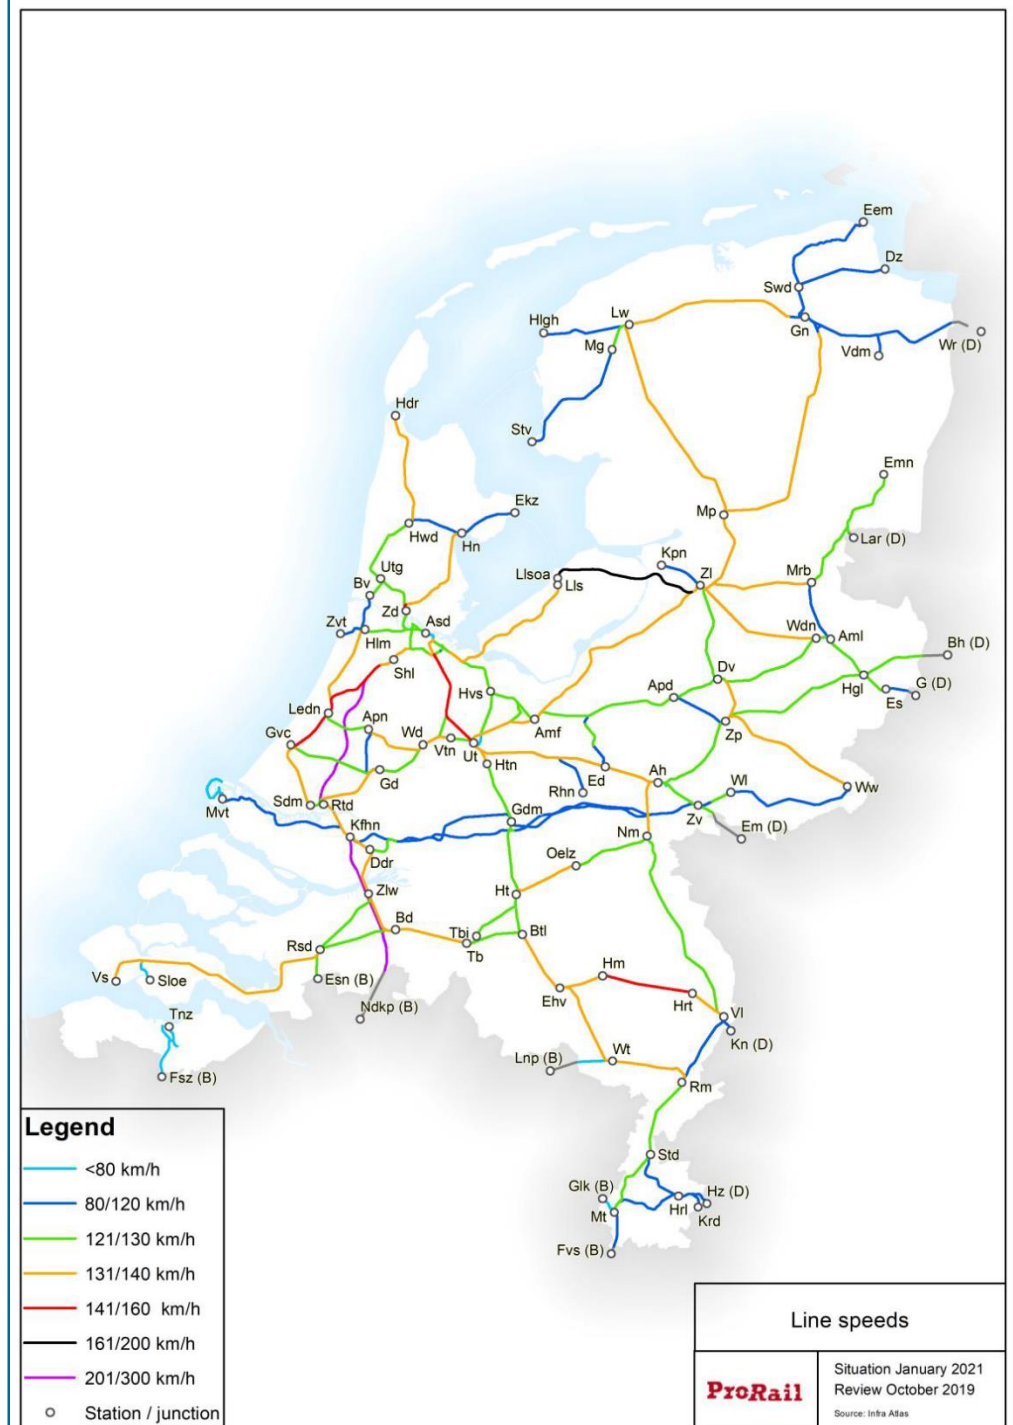 Eem
Dz
Swd
Lw
Hlgh
Gn
Mg
Vdm
Wr (D)
Hdr
Stv
Emn
Ekz
Mp
Hwd
Hn
Lar (D)
Kpn
Utg
Llsoa
Zl
Mrb
Bv
Lls
Zd
Zvt
Asd
Wdn
Aml
Hlm
Bh (D)
Shl
Dv
Hvs
Apd
Hgl
G (D)
Es
Ledn
Apn
Amf
Zp
Gvc
Wd
Vtn
Ut
Htn
Gd
Ed
Ah
Rhn
Wl
Ww
Mvt
Sdm
Rtd
Gdm
Zv
Em (D)
Kfhn
Nm
Ddr
Oelz
Zlw
Ht
Bd
Tbi
Btl
Rsd
Tb
Vs
Sloe
Esn (B)
Hm
Ndkp (B)
Ehv
Hrt
Vl
Tnz
Kn (D)
Lnp (B)
Wt
Fsz (B)
Rm
Std
Glk (B)
Hz (D)
Mt
Hrl
Krd
Fvs (B)
Legend
<80 km/h
80/120 km/h
121/130 km/h
131/140 km/h
141/160 km/h
161/200 km/h
201/300 km/h
Station / junction
Line speeds
ProRail
Situation January 2021
Review October 2019
Source: Infra Atlas